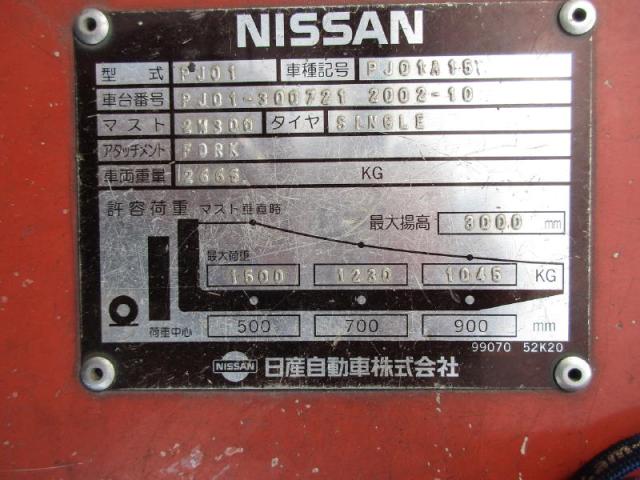 NISSAN
型式 PJ01 車種記号 PJ01A15
車台番号 PJ01-300721 2002-10
マスト 2M300 タイヤ SINGLE
アタッチメント FORK
車両重量 2665 KG
許容荷重 マスト垂直時
最大揚高 3000 mm
最大荷重 1500 1230 1045 KG
荷重中心 500 700 900 mm
99070 52K20
NISSAN 日産自動車株式会社